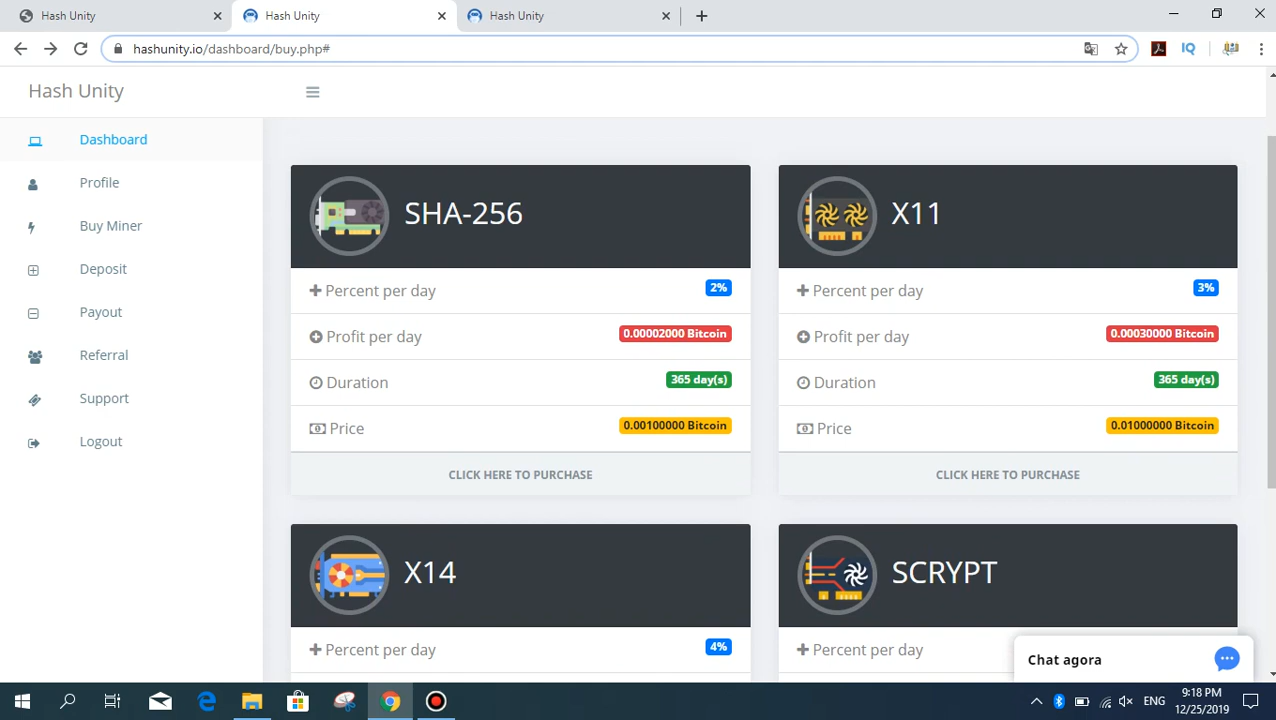 Hash Unity
Hash Unity
Hash Unity
hashunity.io/dashboard/buy.php#
IQ
Hash Unity
Dashboard
Profile
Buy Miner
Deposit
Payout
Referral
Support
Logout
SHA-256
Percent per day 2%
Profit per day 0.00002000 Bitcoin
Duration 365 day(s)
Price 0.00100000 Bitcoin
CLICK HERE TO PURCHASE
X11
Percent per day 3%
Profit per day 0.00030000 Bitcoin
Duration 365 day(s)
Price 0.01000000 Bitcoin
CLICK HERE TO PURCHASE
X14
Percent per day 4%
SCRYPT
Percent per day
Chat agora
ENG
9:18 PM
12/25/2019